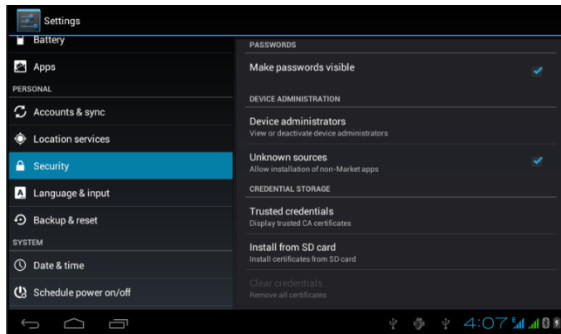 Settings
Battery
Apps
PERSONAL
Accounts & sync
Location services
Security
Language & input
Backup & reset
SYSTEM
Date & time
Schedule power on/off
PASSWORDS
Make passwords visible
DEVICE ADMINISTRATION
Device administrators
View or deactivate device administrators
Unknown sources
Allow installation of non-Market apps
CREDENTIAL STORAGE
Trusted credentials
Display trusted CA certificates
Install from SD card
Install certificates from SD card
Clear credentials
Remove all certificates
4:07